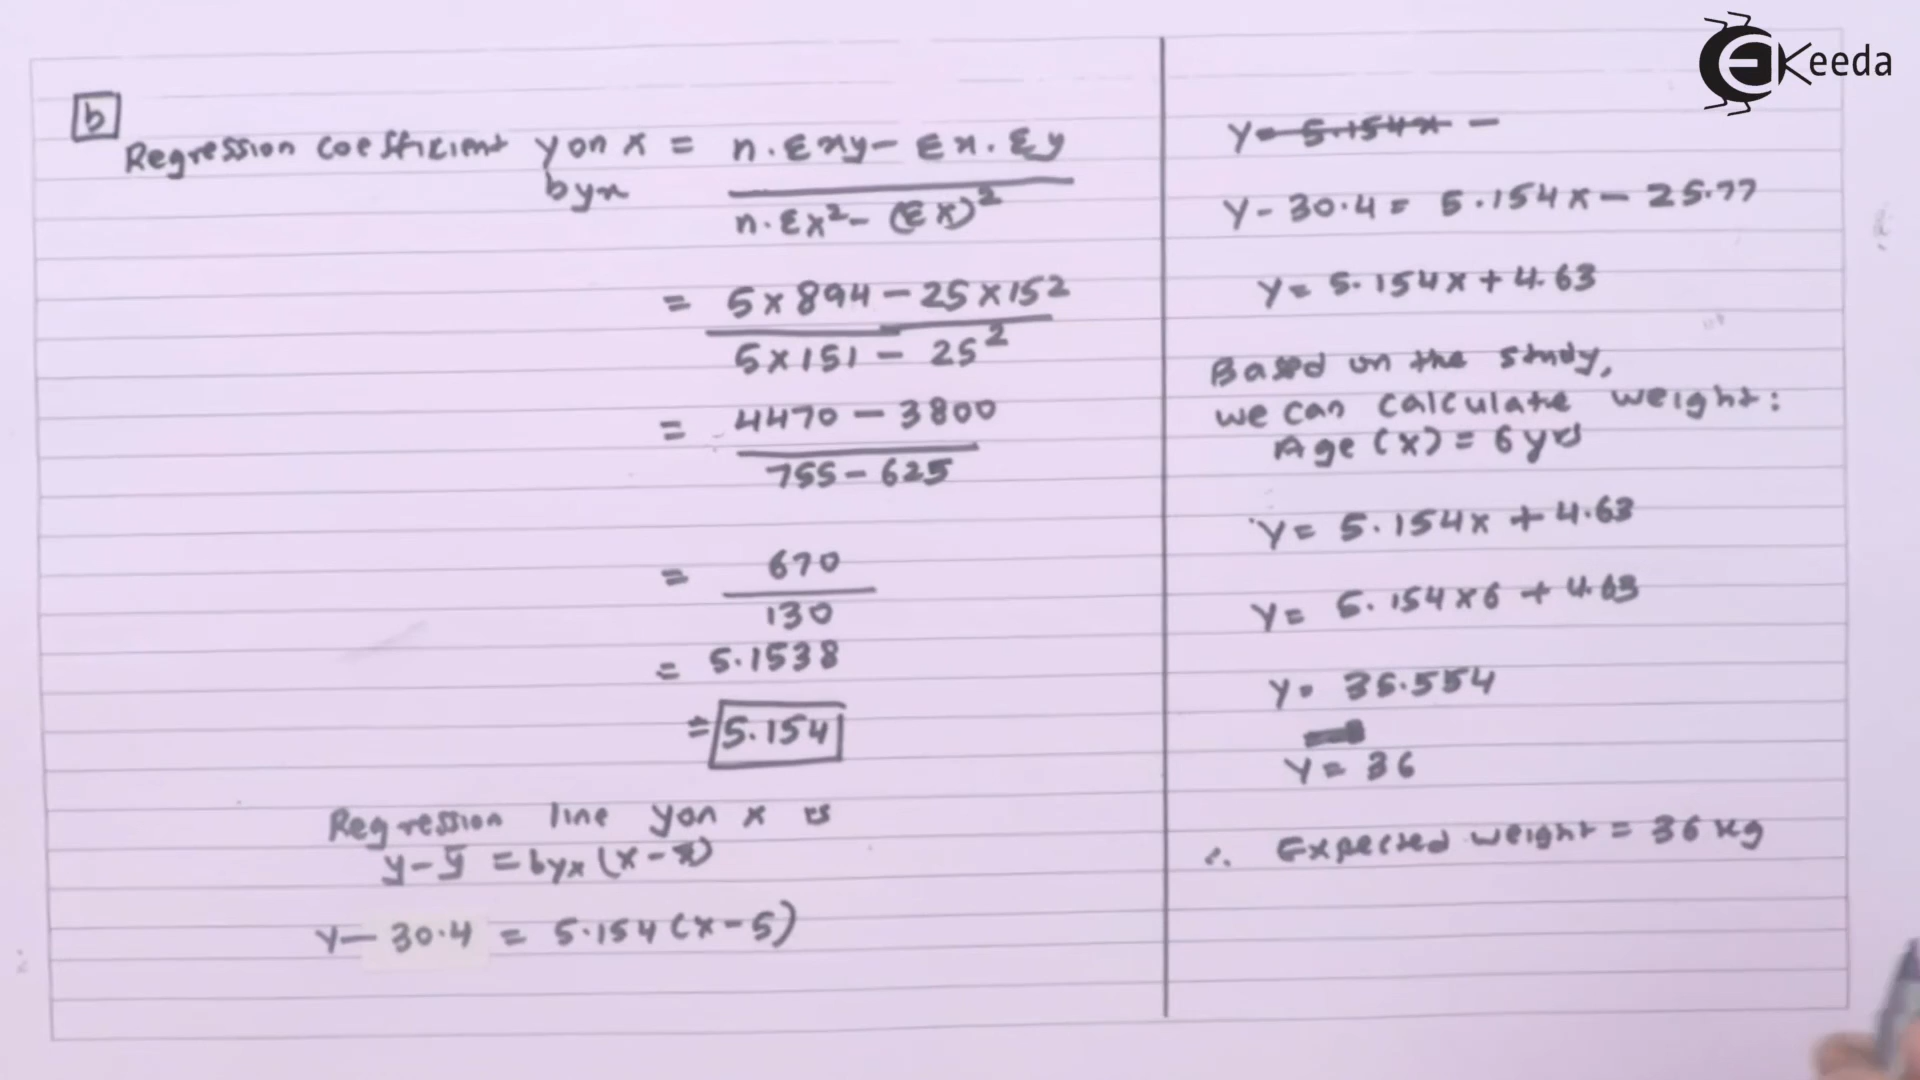 EKeeda
b
Regression coefficient y on x = n.Σxy - Σx.Σy
byx
n.Σx² - (Σx)²
= 5x894 - 25x152
5x151 - 25²
= 4470 - 3800
755 - 625
= 670
130
= 5.1538
= 5.154
Regression line y on x is
y - ȳ = byx (x - x̄)
y - 30.4 = 5.154 (x - 5)
y = 5.154x -
y - 30.4 = 5.154x - 25.77
y = 5.154x + 4.63
Based on the study,
we can calculate weight:
Age (x) = 6 yrs
y = 5.154x + 4.63
y = 5.154x6 + 4.63
y = 35.554
y = 36
∴ Expected weight = 36 kg